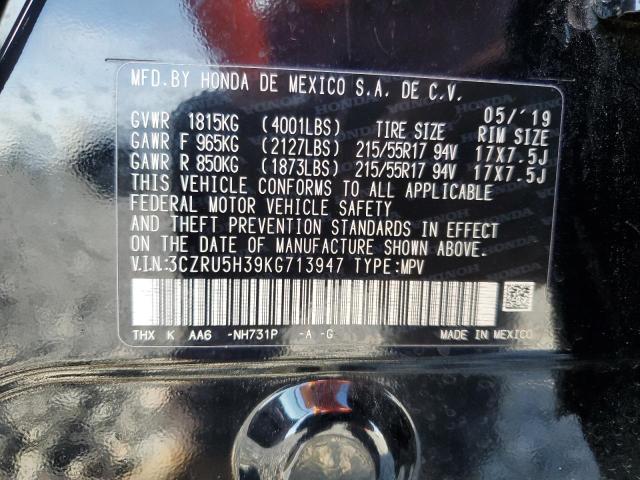 MFD.BY HONDA DE MEXICO S.A. DE C.V.
05/'19
GVWR 1815KG (4001LBS) TIRE SIZE RIM SIZE
GAWR F 965KG (2127LBS) 215/55R17 94V 17X7.5J
GAWR R 850KG (1873LBS) 215/55R17 94V 17X7.5J
THIS VEHICLE CONFORMS TO ALL APPLICABLE
FEDERAL MOTOR VEHICLE SAFETY
AND THEFT PREVENTION STANDARDS IN EFFECT
ON THE DATE OF MANUFACTURE SHOWN ABOVE.
V.I.N.:3CZRU5H39KG713947 TYPE:MPV
THX K AA6 -NH731P -A -G MADE IN MEXICO